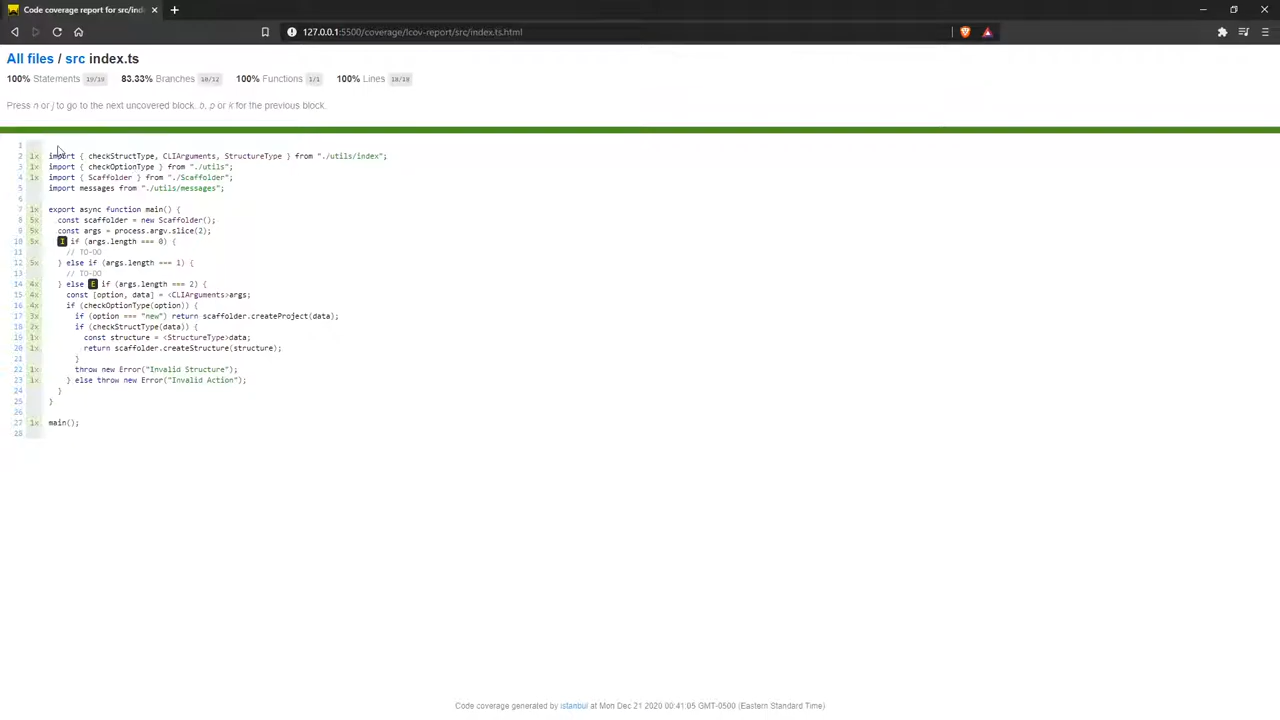 Code coverage report for src/ind
127.0.0.1:5500/coverage/lcov-report/src/index.ts.html
All files / src index.ts
100% Statements 19/19 83.33% Branches 10/12 100% Functions 1/1 100% Lines 18/18
Press n or j to go to the next uncovered block, b, p or k for the previous block.
1
2 1x import { checkStructType, CLIArguments, StructureType } from "./utils/index";
3 1x import { checkOptionType } from "./utils";
4 1x import { Scaffolder } from "./Scaffolder";
5 import messages from "./utils/messages";
6
7 1x export async function main() {
8 5x const scaffolder = new Scaffolder();
9 5x const args = process.argv.slice(2);
10 5x I if (args.length === 0) {
11 // TO-DO
12 5x } else if (args.length === 1) {
13 // TO-DO
14 4x } else E if (args.length === 2) {
15 4x const [option, data] = <CLIArguments>args;
16 4x if (checkOptionType(option)) {
17 3x if (option === "new") return scaffolder.createProject(data);
18 2x if (checkStructType(data)) {
19 1x const structure = <StructureType>data;
20 1x return scaffolder.createStructure(structure);
21 }
22 1x throw new Error("Invalid Structure");
23 1x } else throw new Error("Invalid Action");
24 }
25 }
26
27 1x main();
28
Code coverage generated by istanbul at Mon Dec 21 2020 00:41:05 GMT-0500 (Eastern Standard Time)